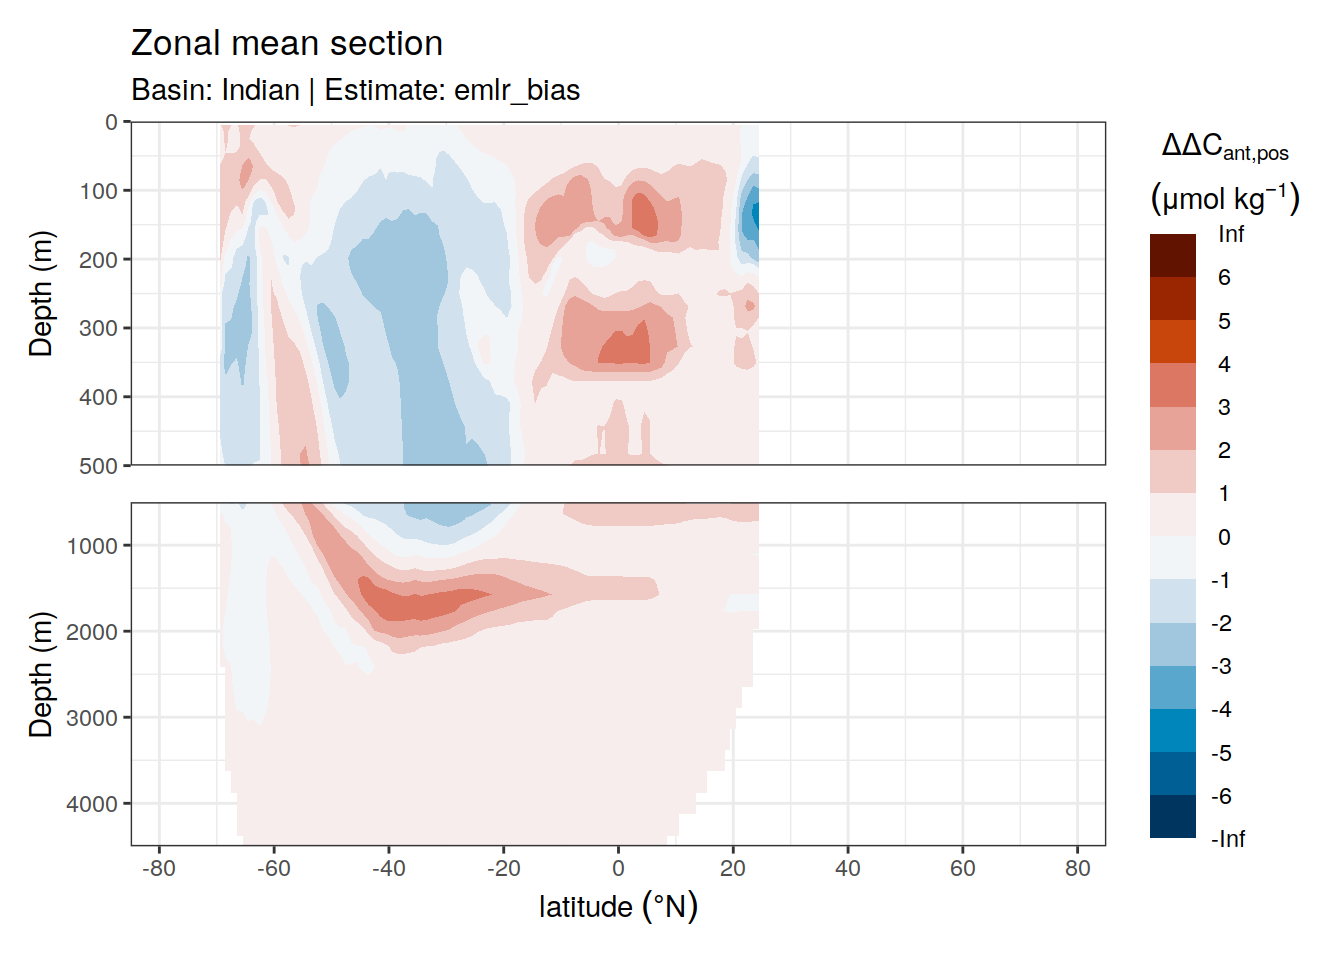 Zonal mean section
Basin: Indian | Estimate: emlr_bias
ΔΔCant,pos
(μmol kg⁻¹)
Inf
6
5
4
3
2
1
0
-1
-2
-3
-4
-5
-6
-Inf
Depth (m)
0
100
200
300
400
500
Depth (m)
1000
2000
3000
4000
-80 -60 -40 -20 0 20 40 60 80
latitude (°N)